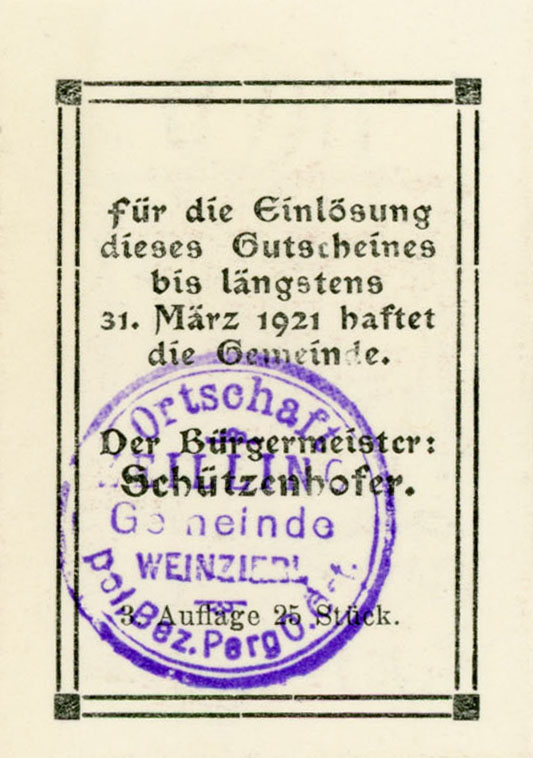 für die Einlösung
dieses Gutscheines
bis längstens
31. März 1921 haftet
die Gemeinde.
Ortschaft
Der Bürgermeister:
Schützenhofer.
Gemeinde
WEINZIERL
3. Auflage 25 Stück.
pol. Bez. Perg O.Ö.